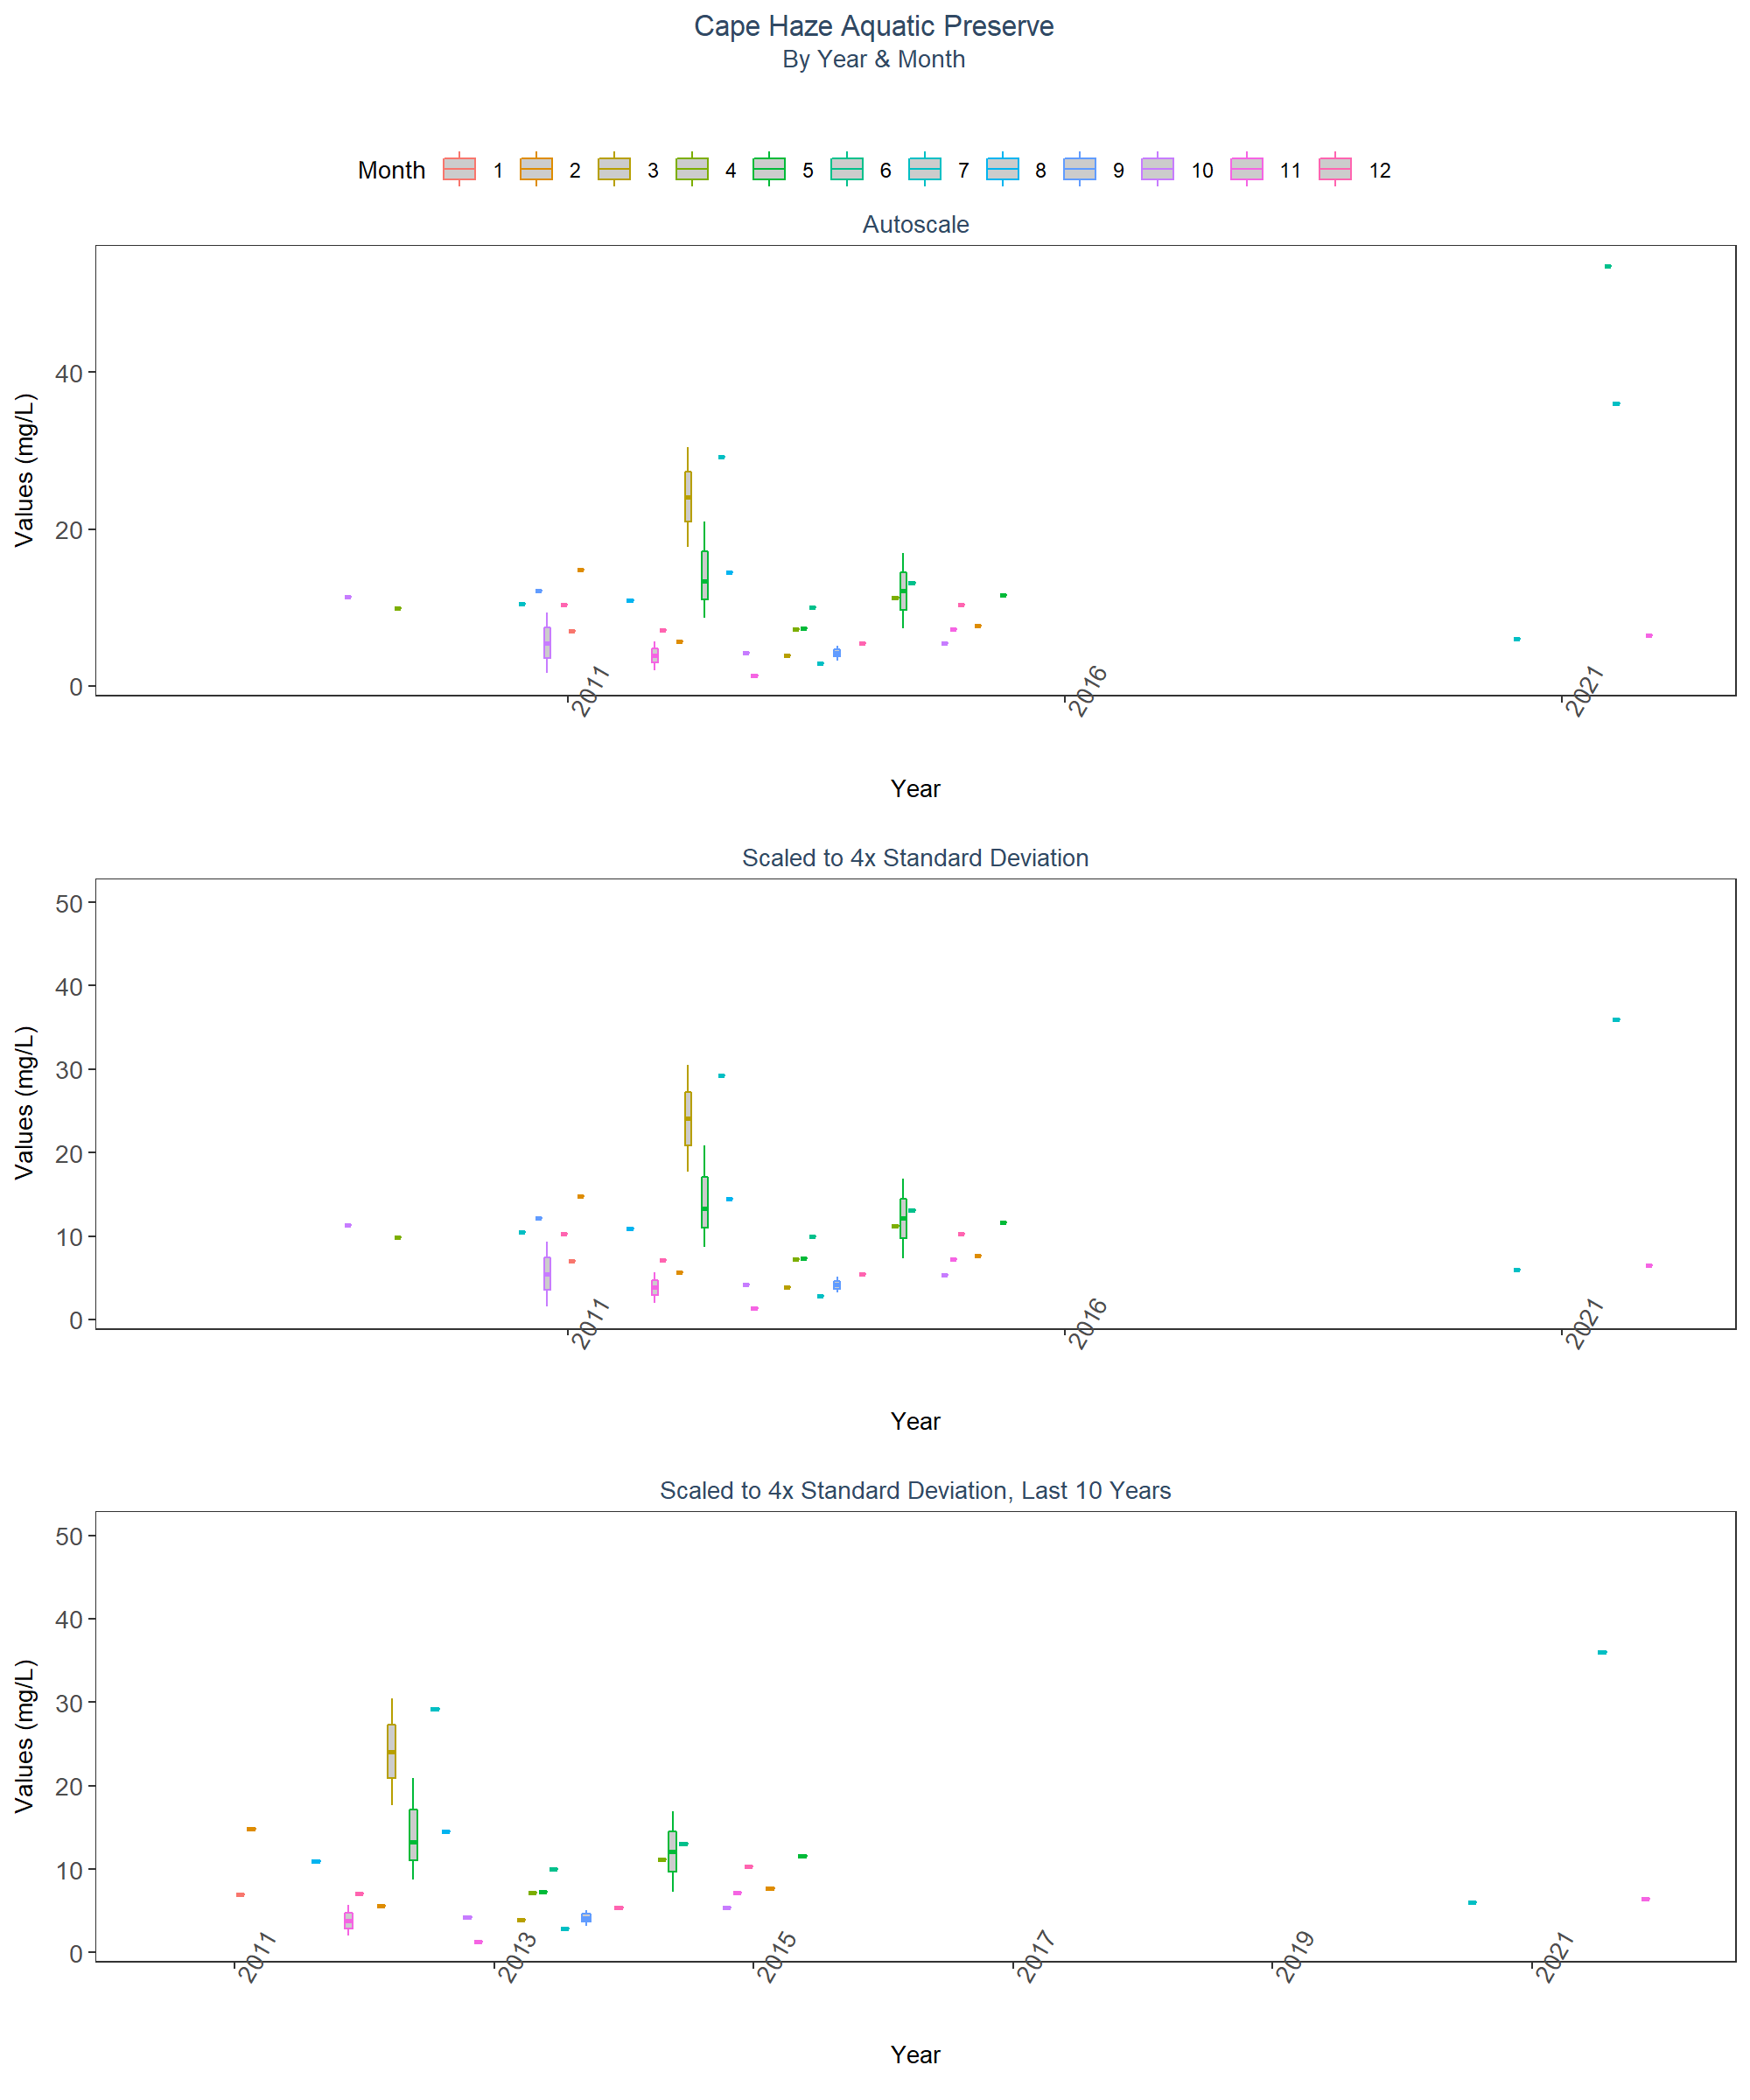 Cape Haze Aquatic Preserve
By Year & Month
Month 1 2 3 4 5 6 7 8 9 10 11 12
Autoscale
Values (mg/L)
40
20
0
2011 2016 2021
Year
Scaled to 4x Standard Deviation
Values (mg/L)
50
40
30
20
10
0
2011 2016 2021
Year
Scaled to 4x Standard Deviation, Last 10 Years
Values (mg/L)
50
40
30
20
10
0
2011 2013 2015 2017 2019 2021
Year